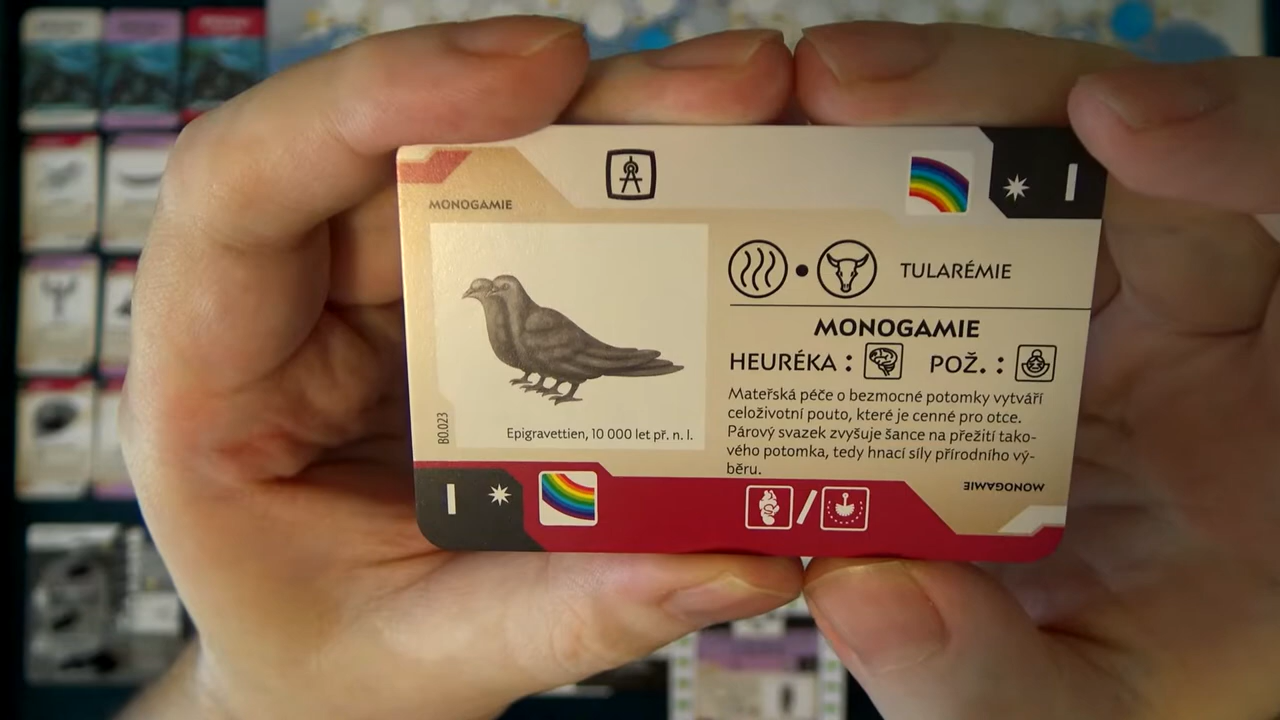 I
MONOGAMIE
TULARÉMIE
MONOGAMIE
HEURÉKA : POŽ. :
Mateřská péče o bezmocné potomky vytváří
celoživotní pouto, které je cenné pro otce.
Párový svazek zvyšuje šance na přežití tako-
vého potomka, tedy hnací síly přírodního vý-
běru.
B0.023
Epigravettien, 10 000 let př. n. l.
MONOGAMIE
I